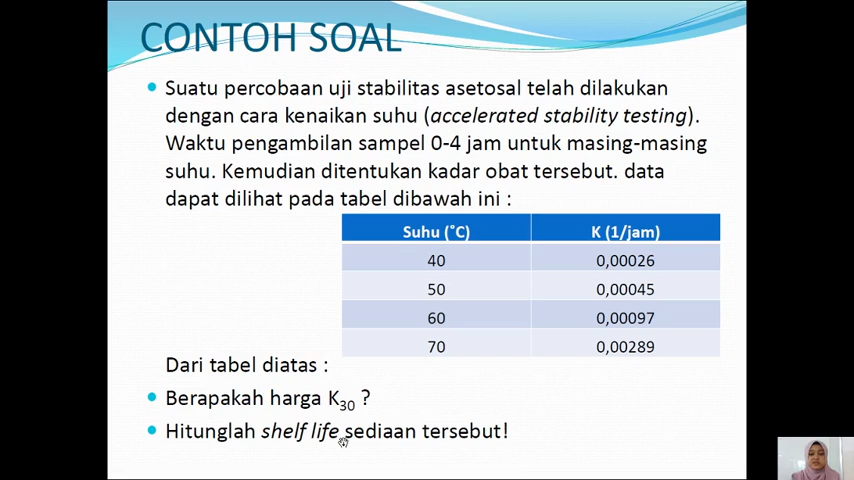 CONTOH SOAL
• Suatu percobaan uji stabilitas asetosal telah dilakukan
dengan cara kenaikan suhu (accelerated stability testing).
Waktu pengambilan sampel 0-4 jam untuk masing-masing
suhu. Kemudian ditentukan kadar obat tersebut. data
dapat dilihat pada tabel dibawah ini :
Suhu (˚C) K (1/jam)
40 0,00026
50 0,00045
60 0,00097
70 0,00289
Dari tabel diatas :
• Berapakah harga K30 ?
• Hitunglah shelf life sediaan tersebut!